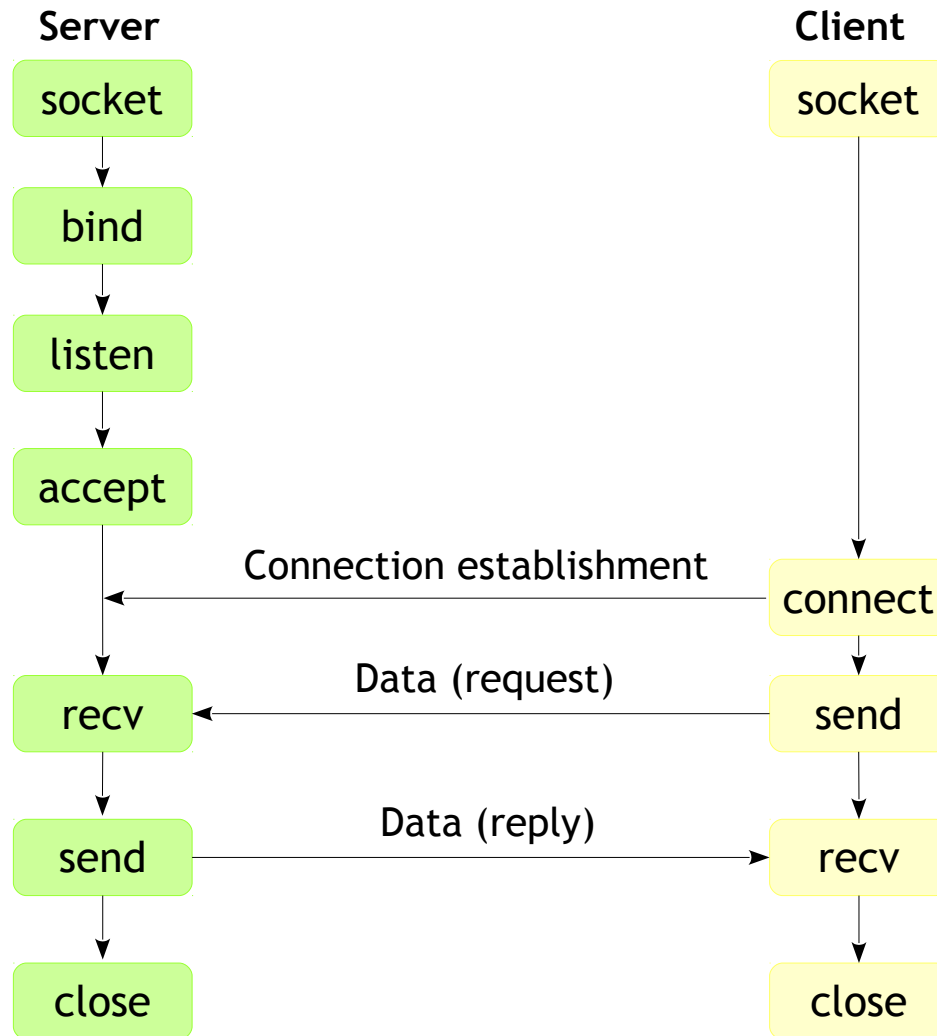 Server
Client
socket
socket
bind
listen
accept
Connection establishment
connect
Data (request)
recv
send
Data (reply)
send
recv
close
close